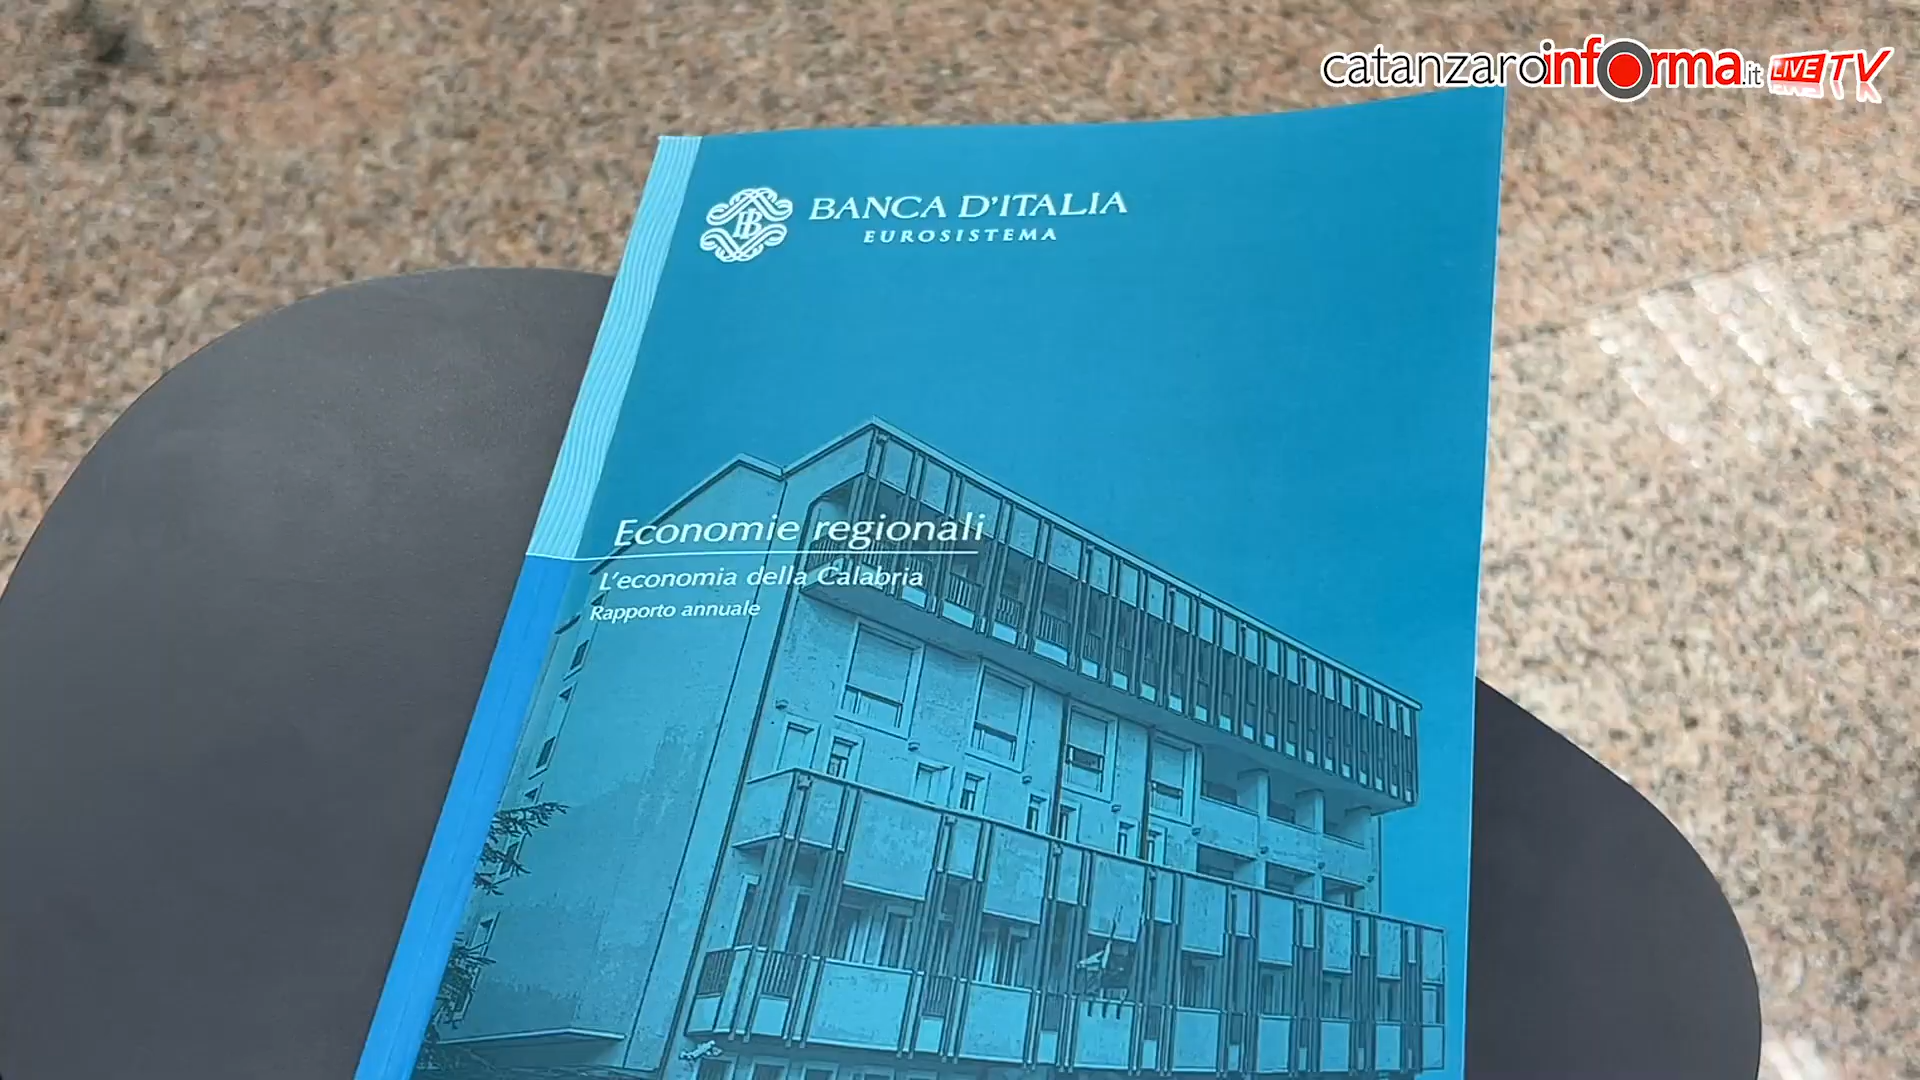 catanzaroinforma.it LIVE TV
BANCA D'ITALIA
EUROSISTEMA
Economie regionali
L'economia della Calabria
Rapporto annuale